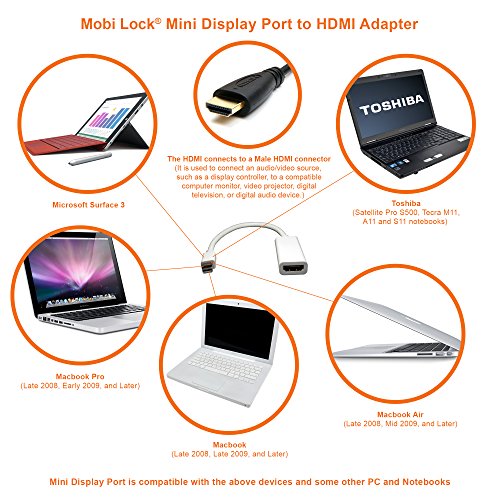 Mobi Lock® Mini Display Port to HDMI Adapter
TOSHIBA
The HDMI connects to a Male HDMI connector
(It is used to connect an audio/video source,
such as a display controller, to a compatible
computer monitor, video projector, digital
television, or digital audio device.)
Microsoft Surface 3
Toshiba
(Satellite Pro S500, Tecra M11,
A11 and S11 notebooks)
Macbook Pro
(Late 2008, Early 2009, and Later)
Macbook
(Late 2008, Late 2009, and Later)
Macbook Air
(Late 2008, Mid 2009, and Later)
Mini Display Port is compatible with the above devices and some other PC and Notebooks